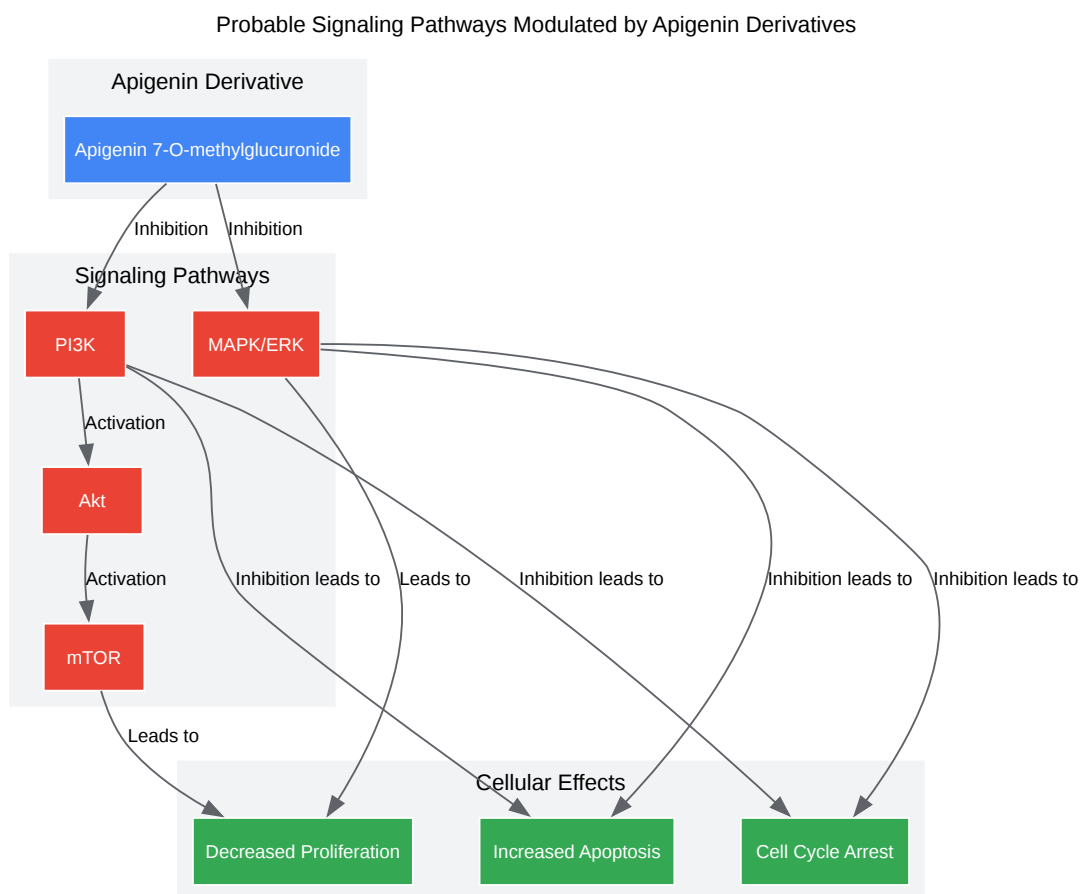 Probable Signaling Pathways Modulated by Apigenin Derivatives
Apigenin Derivative
Apigenin 7-O-methylglucuronide
Inhibition
Inhibition
Signaling Pathways
PI3K
MAPK/ERK
Activation
Akt
Activation
Inhibition leads to
Leads to
Inhibition leads to
Inhibition leads to
Inhibition leads to
mTOR
Leads to
Cellular Effects
Decreased Proliferation
Increased Apoptosis
Cell Cycle Arrest